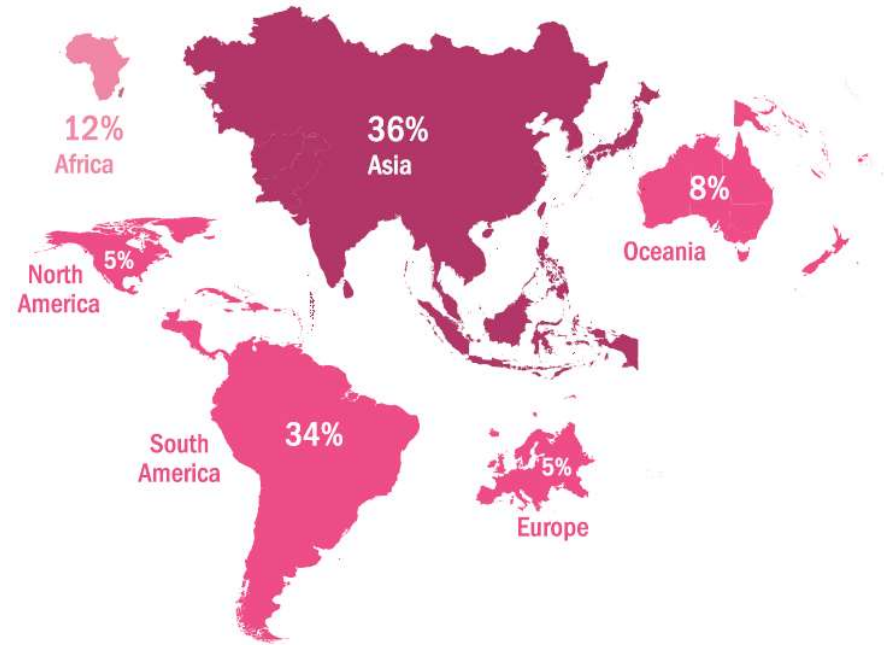 12%
Africa
36%
Asia
8%
Oceania
5%
North
America
34%
South
America
5%
Europe